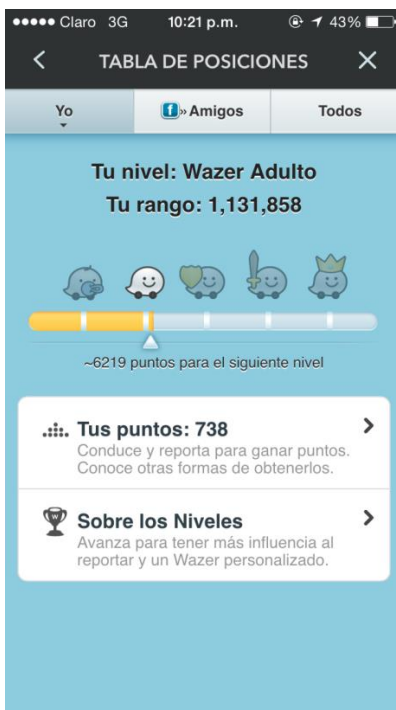 Claro 3G 10:21 p.m. 43%
TABLA DE POSICIONES
Yo f» Amigos Todos
Tu nivel: Wazer Adulto
Tu rango: 1,131,858
~6219 puntos para el siguiente nivel
Tus puntos: 738
Conduce y reporta para ganar puntos.
Conoce otras formas de obtenerlos.
W Sobre los Niveles
Avanza para tener más influencia al
reportar y un Wazer personalizado.